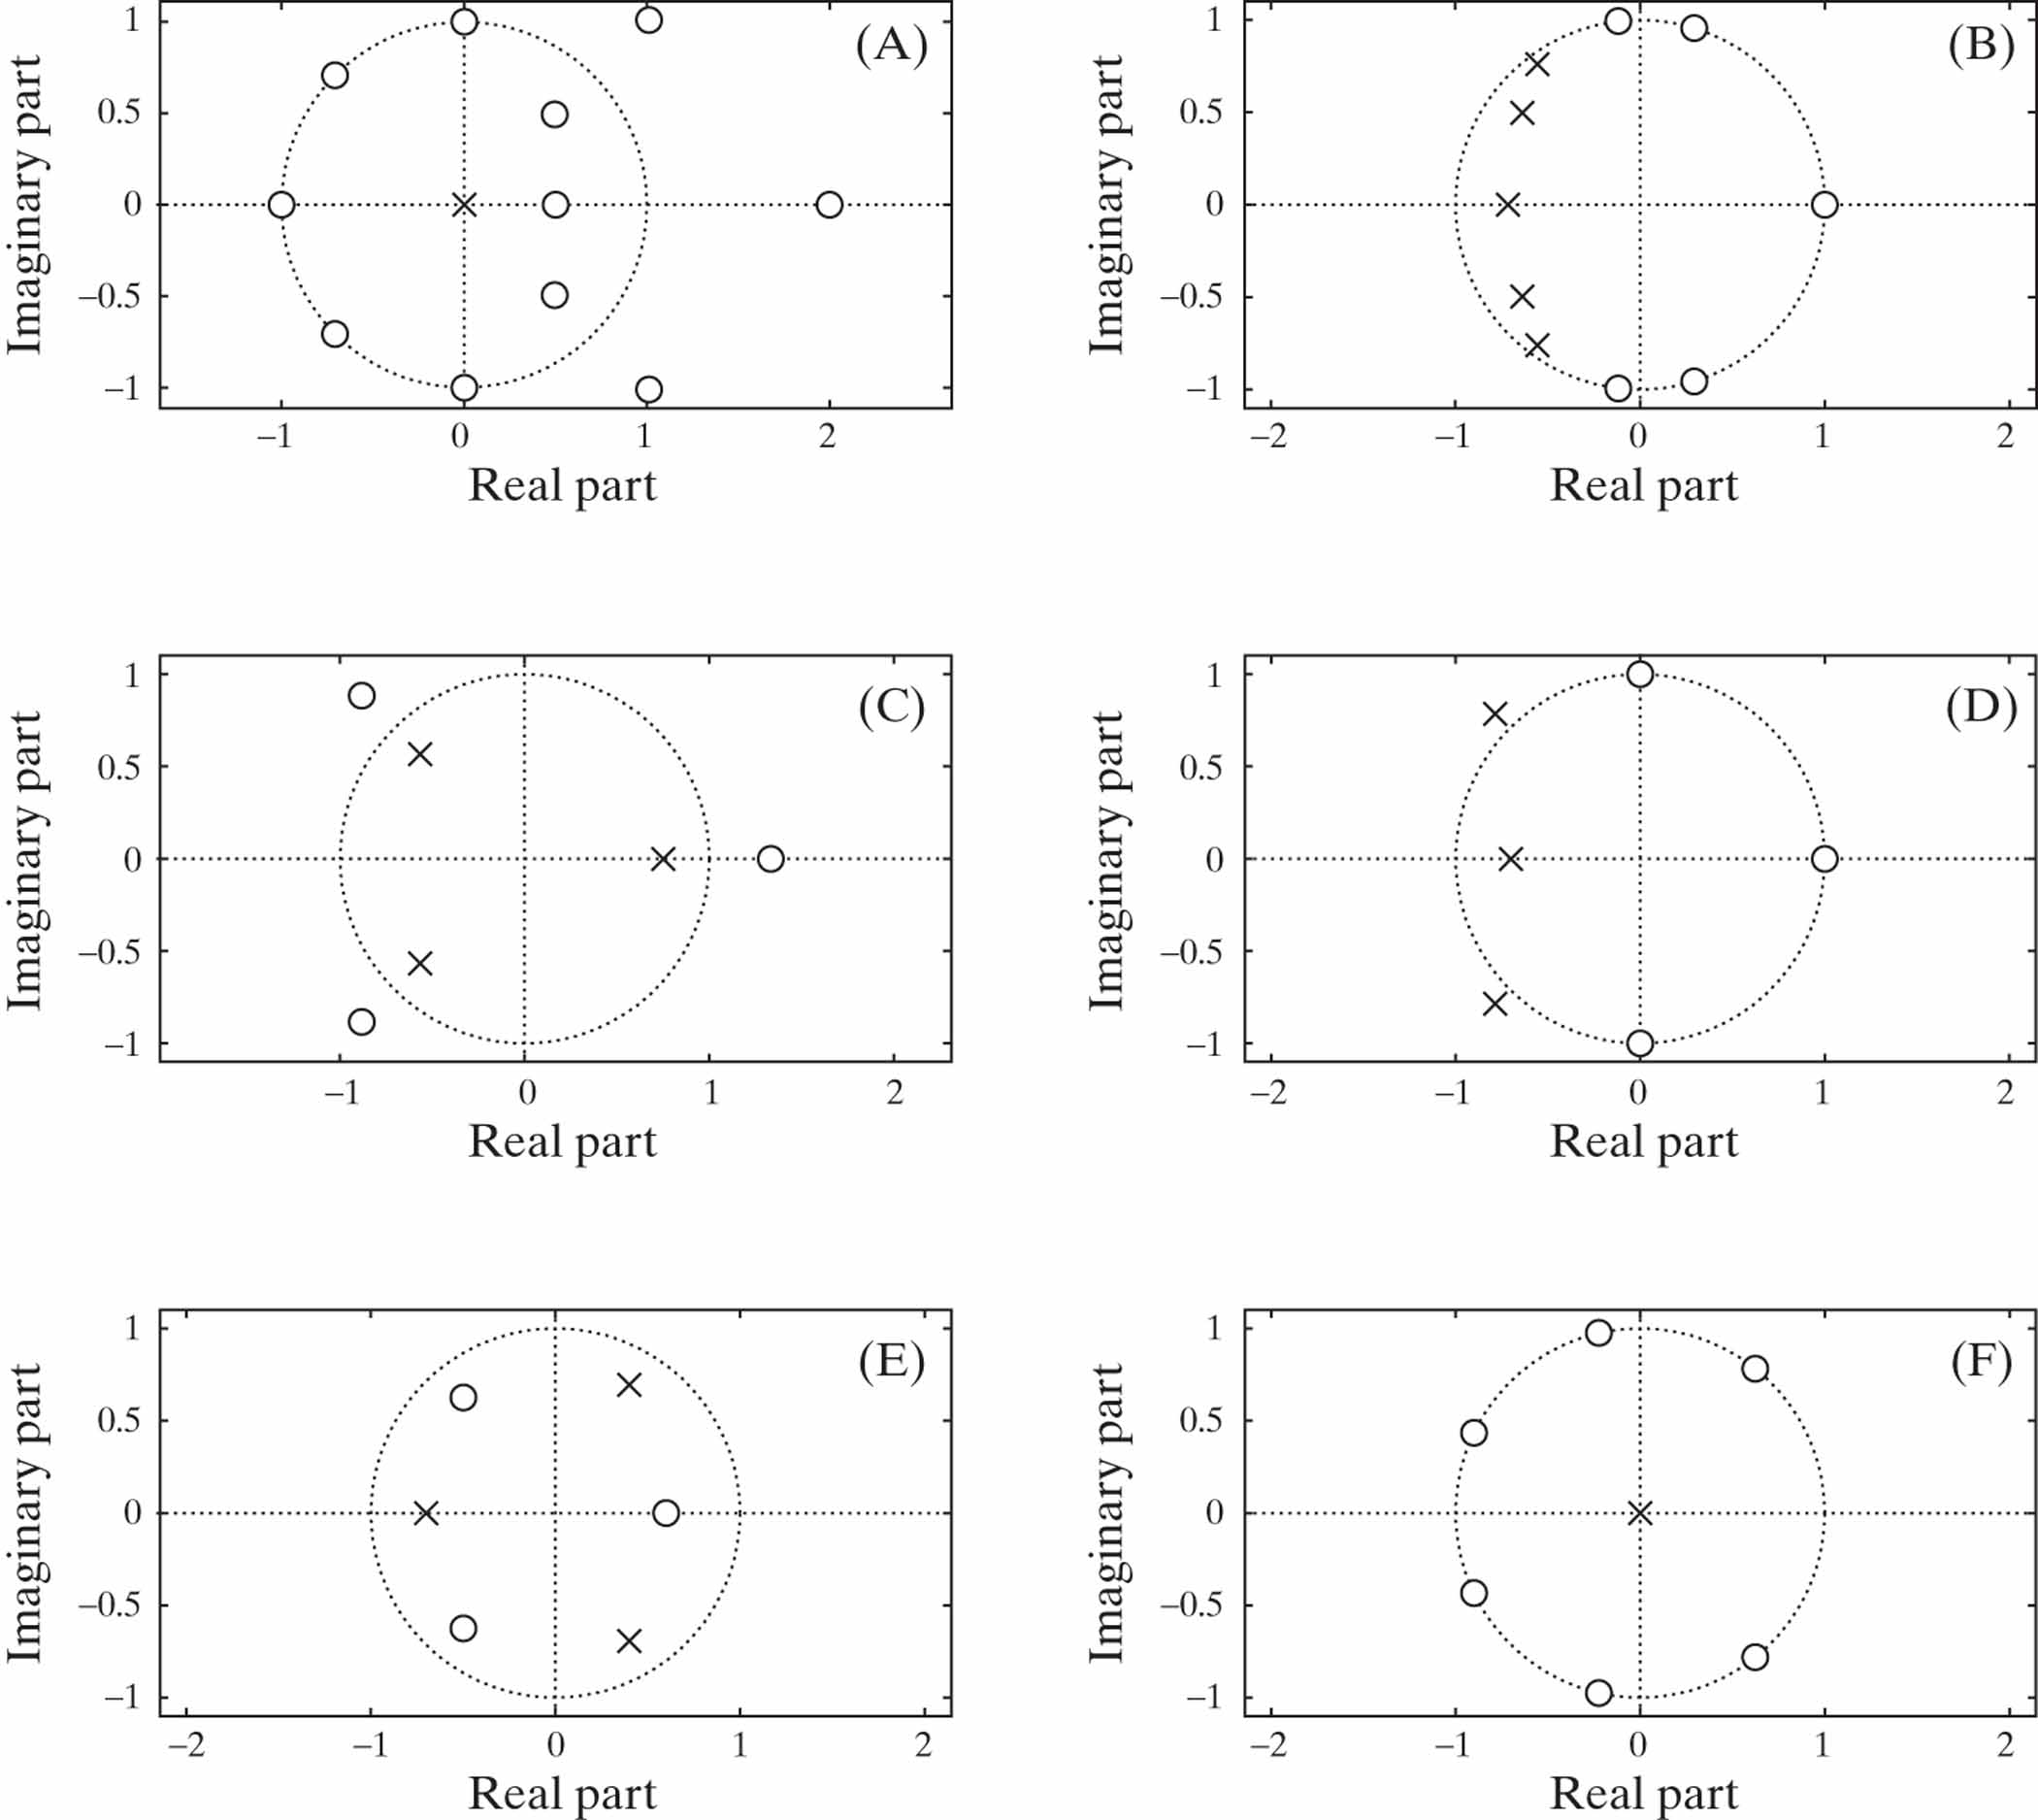 1
0.5
0
–0.5
–1
Imaginary part
(A)
–1 0 1 2
Real part
1
0.5
0
–0.5
–1
Imaginary part
(B)
–2 –1 0 1 2
Real part
1
0.5
0
–0.5
–1
Imaginary part
(C)
–1 0 1 2
Real part
1
0.5
0
–0.5
–1
Imaginary part
(D)
–2 –1 0 1 2
Real part
1
0.5
0
–0.5
–1
Imaginary part
(E)
–2 –1 0 1 2
Real part
1
0.5
0
–0.5
–1
Imaginary part
(F)
–2 –1 0 1 2
Real part